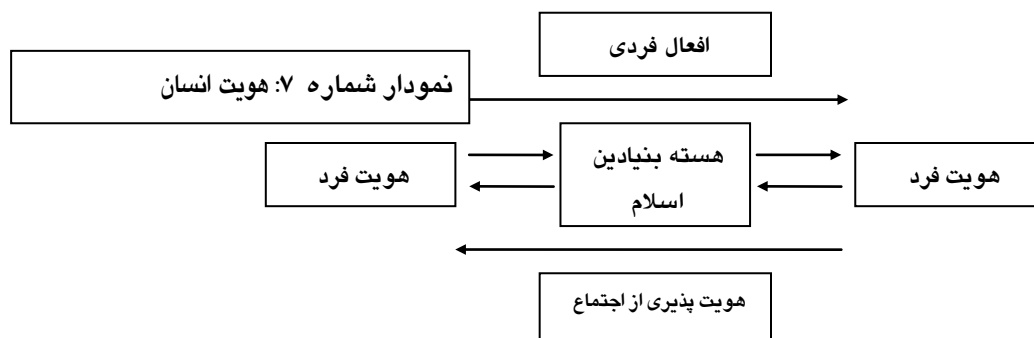 افعال فردی
نمودار شماره ۷: هویت انسان
هویت فرد
هسته بنیادین
اسلام
هویت فرد
هویت پذیری از اجتماع